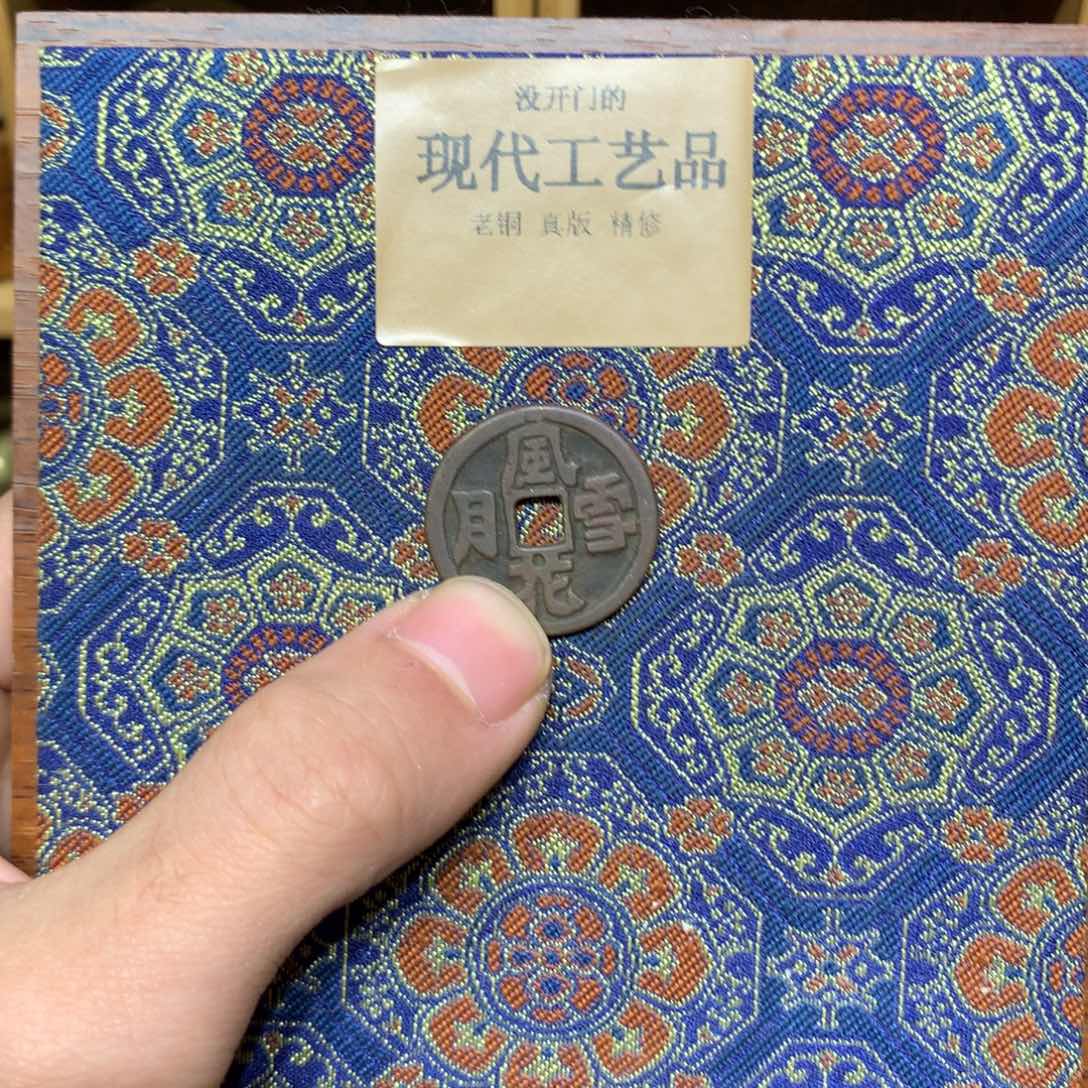 没开门的
现代工艺品
老铜 真版 精修
風花雪月